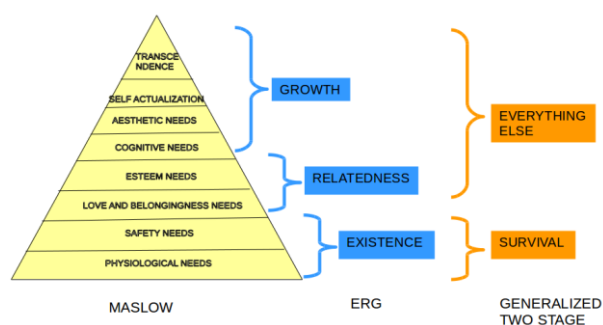 TRANSCE
NDENCE
SELF ACTUALIZATION
AESTHETIC NEEDS
COGNITIVE NEEDS
ESTEEM NEEDS
LOVE AND BELONGINGNESS NEEDS
SAFETY NEEDS
PHYSIOLOGICAL NEEDS
MASLOW
GROWTH
RELATEDNESS
EXISTENCE
ERG
EVERYTHING
ELSE
SURVIVAL
GENERALIZED
TWO STAGE